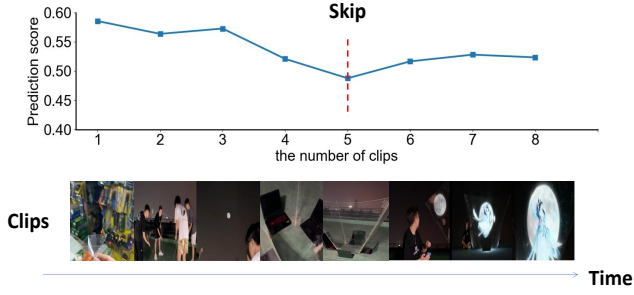 Skip
0.60
0.55
0.50
0.45
0.40
Prediction score
1 2 3 4 5 6 7 8
the number of clips
Clips
Time